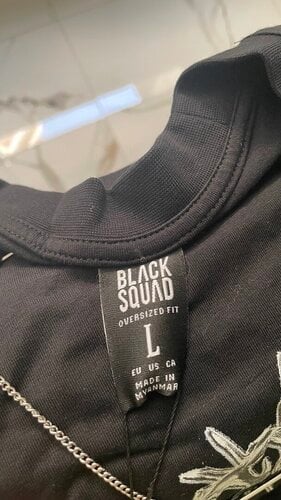 BLACK
SQUAD
OVERSIZED FIT
L
EU US CA
MADE IN
MYANMAR